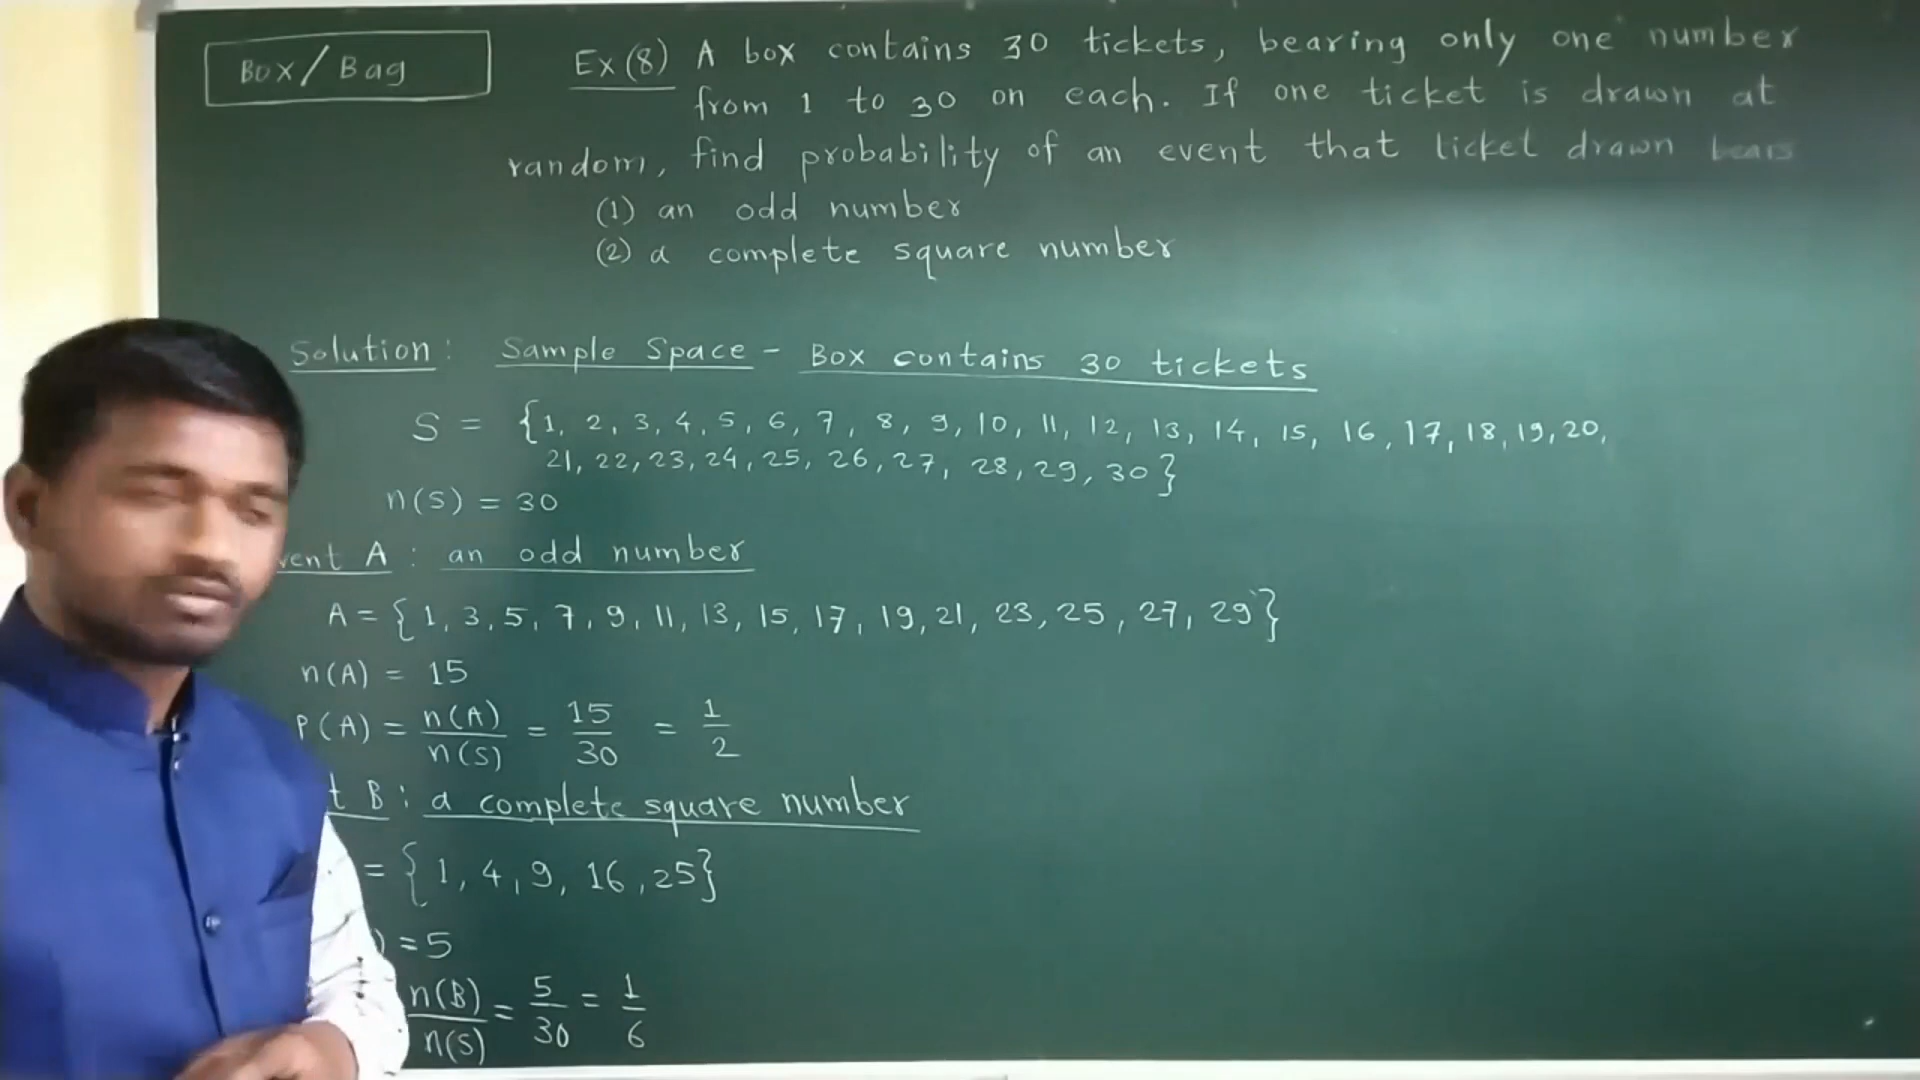 Box/Bag
Ex (8) A box contains 30 tickets, bearing only one number
from 1 to 30 on each. If one ticket is drawn at
random, find probability of an event that ticket drawn bears
(1) an odd number
(2) a complete square number
Solution: Sample Space - Box contains 30 tickets
S = {1, 2, 3, 4, 5, 6, 7, 8, 9, 10, 11, 12, 13, 14, 15, 16, 17, 18, 19, 20,
21, 22, 23, 24, 25, 26, 27, 28, 29, 30}
n(S) = 30
vent A : an odd number
A = {1, 3, 5, 7, 9, 11, 13, 15, 17, 19, 21, 23, 25, 27, 29}
n(A) = 15
P(A) = n(A)/n(S) = 15/30 = 1/2
t B : a complete square number
= {1, 4, 9, 16, 25}
) = 5
n(B)/n(S) = 5/30 = 1/6